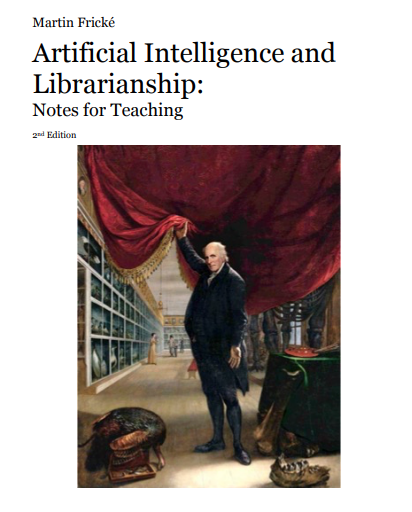 Martin Frické
Artificial Intelligence and
Librarianship:
Notes for Teaching
2nd Edition